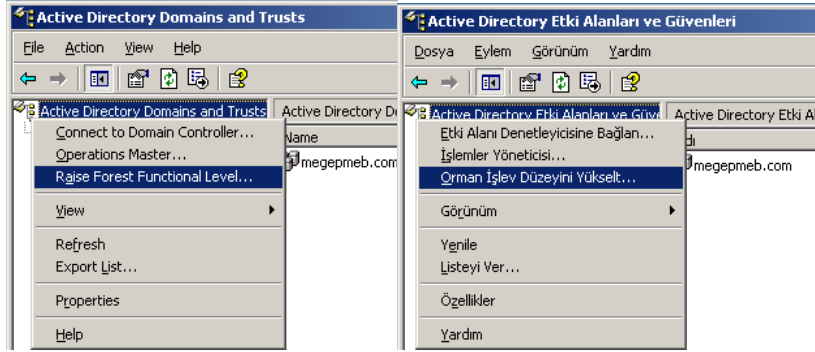 Active Directory Domains and Trusts
File Action View Help
Active Directory Domains and Trusts Active Directory D
Name
Connect to Domain Controller...
megepmeb.com
Operations Master...
Raise Forest Functional Level...
View
Refresh
Export List...
Properties
Help
Active Directory Etki Alanları ve Güvenleri
Dosya Eylem Görünüm Yardım
Active Directory Etki Alanları ve Güve Active Directory Etki Al
Etki Alanı Denetleyicisine Bağlan...
İşlemler Yöneticisi...
megepmeb.com
Orman İşlev Düzeyini Yükselt...
Görünüm
Yenile
Listeyi Ver...
Özellikler
Yardım